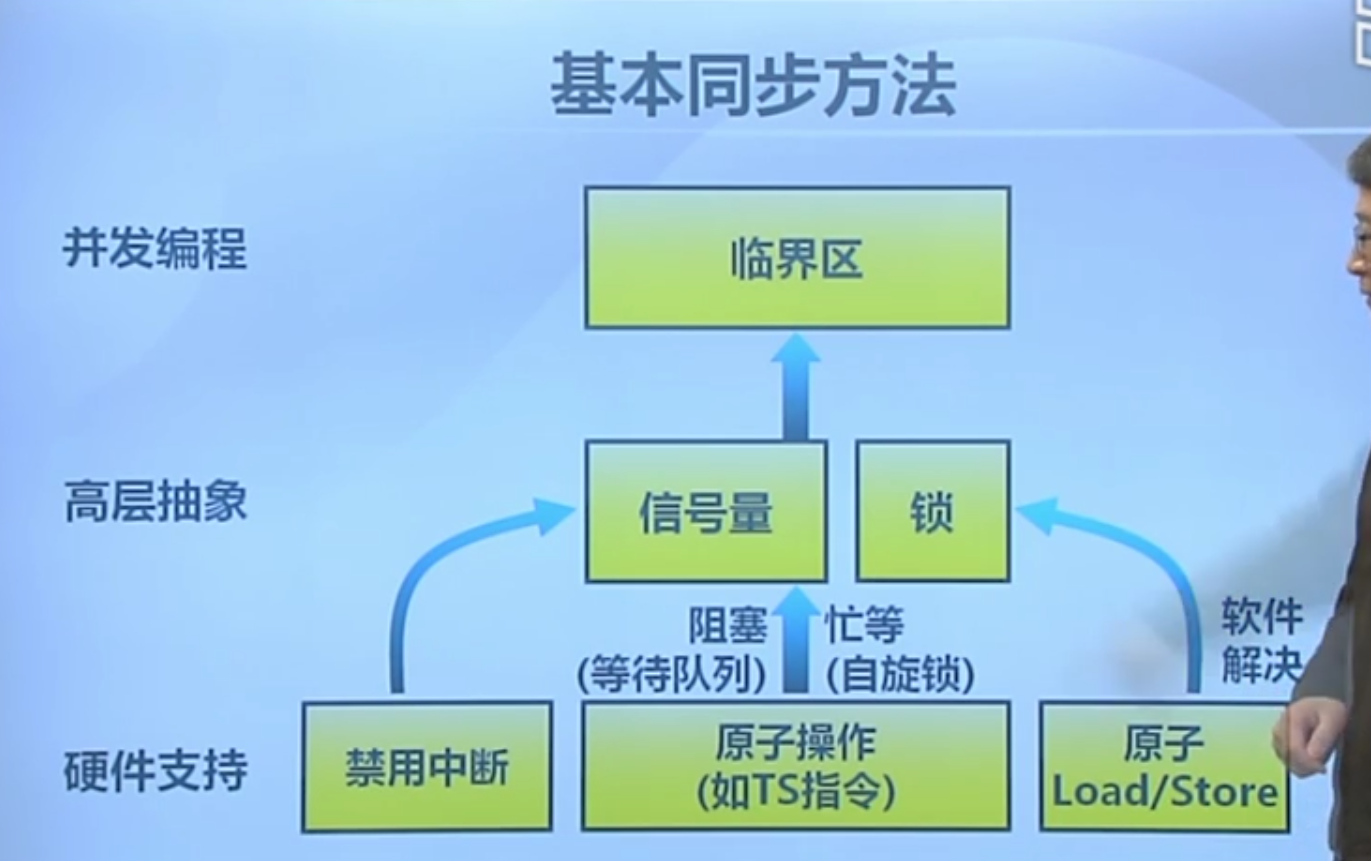 基本同步方法
并发编程
临界区
高层抽象
信号量
锁
阻塞
(等待队列)
忙等
(自旋锁)
软件
解决
硬件支持
禁用中断
原子操作
(如TS指令)
原子
Load/Store